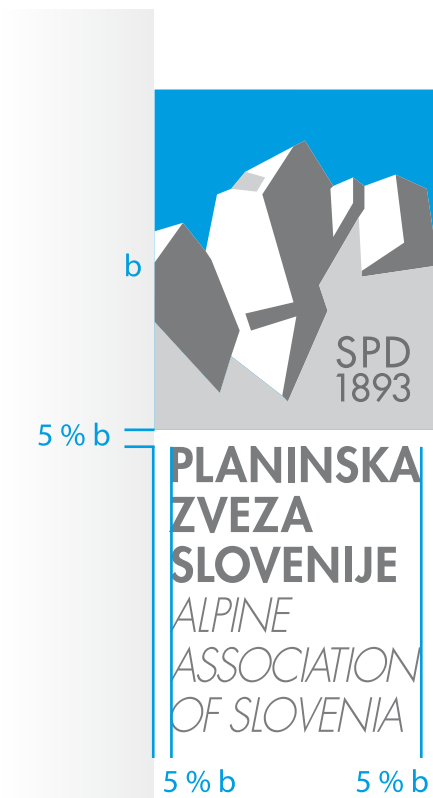 b
SPD
1893
5 % b
PLANINSKA
ZVEZA
SLOVENIJE
ALPINE
ASSOCIATION
OF SLOVENIA
5 % b
5 % b